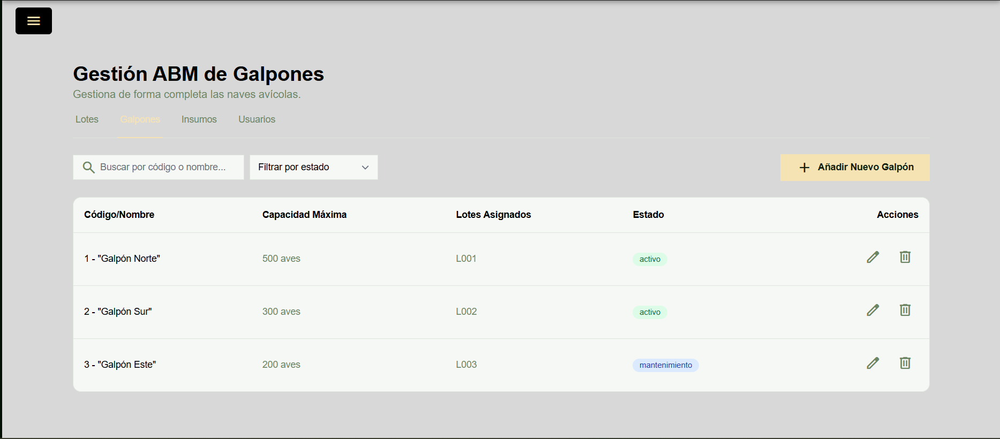 Gestión ABM de Galpones
Gestiona de forma completa las naves avícolas.
Lotes Galpones Insumos Usuarios
Buscar por código o nombre... Filtrar por estado Añadir Nuevo Galpón
Código/Nombre Capacidad Máxima Lotes Asignados Estado Acciones
1 - "Galpón Norte" 500 aves L001 activo
2 - "Galpón Sur" 300 aves L002 activo
3 - "Galpón Este" 200 aves L003 mantenimiento